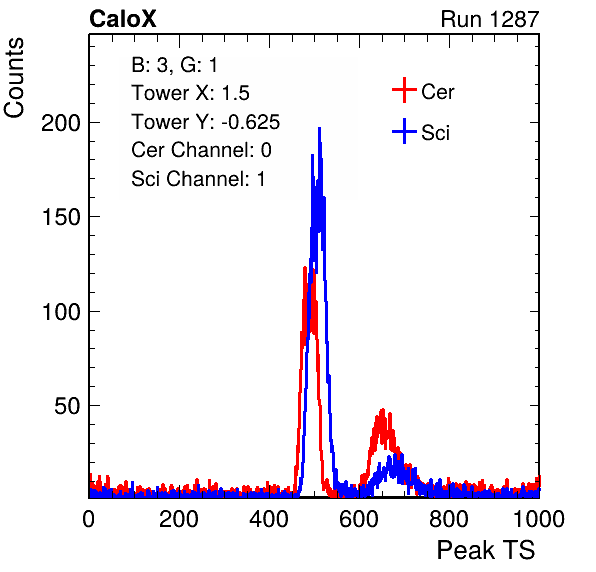 CaloX Run 1287
Counts
B: 3, G: 1
Tower X: 1.5
Tower Y: -0.625
Cer Channel: 0
Sci Channel: 1
Cer
Sci
200
150
100
50
0 200 400 600 800 1000
Peak TS